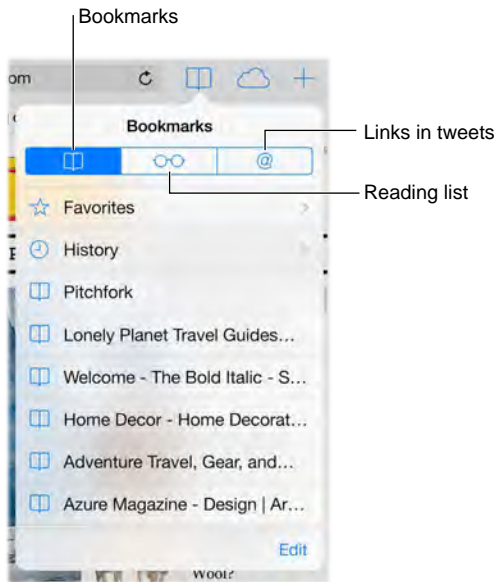 Bookmarks
om
Bookmarks
Links in tweets
@
Reading list
Favorites
History
Pitchfork
Lonely Planet Travel Guides...
Welcome - The Bold Italic - S...
Home Decor - Home Decorat...
Adventure Travel, Gear, and...
Azure Magazine - Design | Ar...
Edit
Wool?